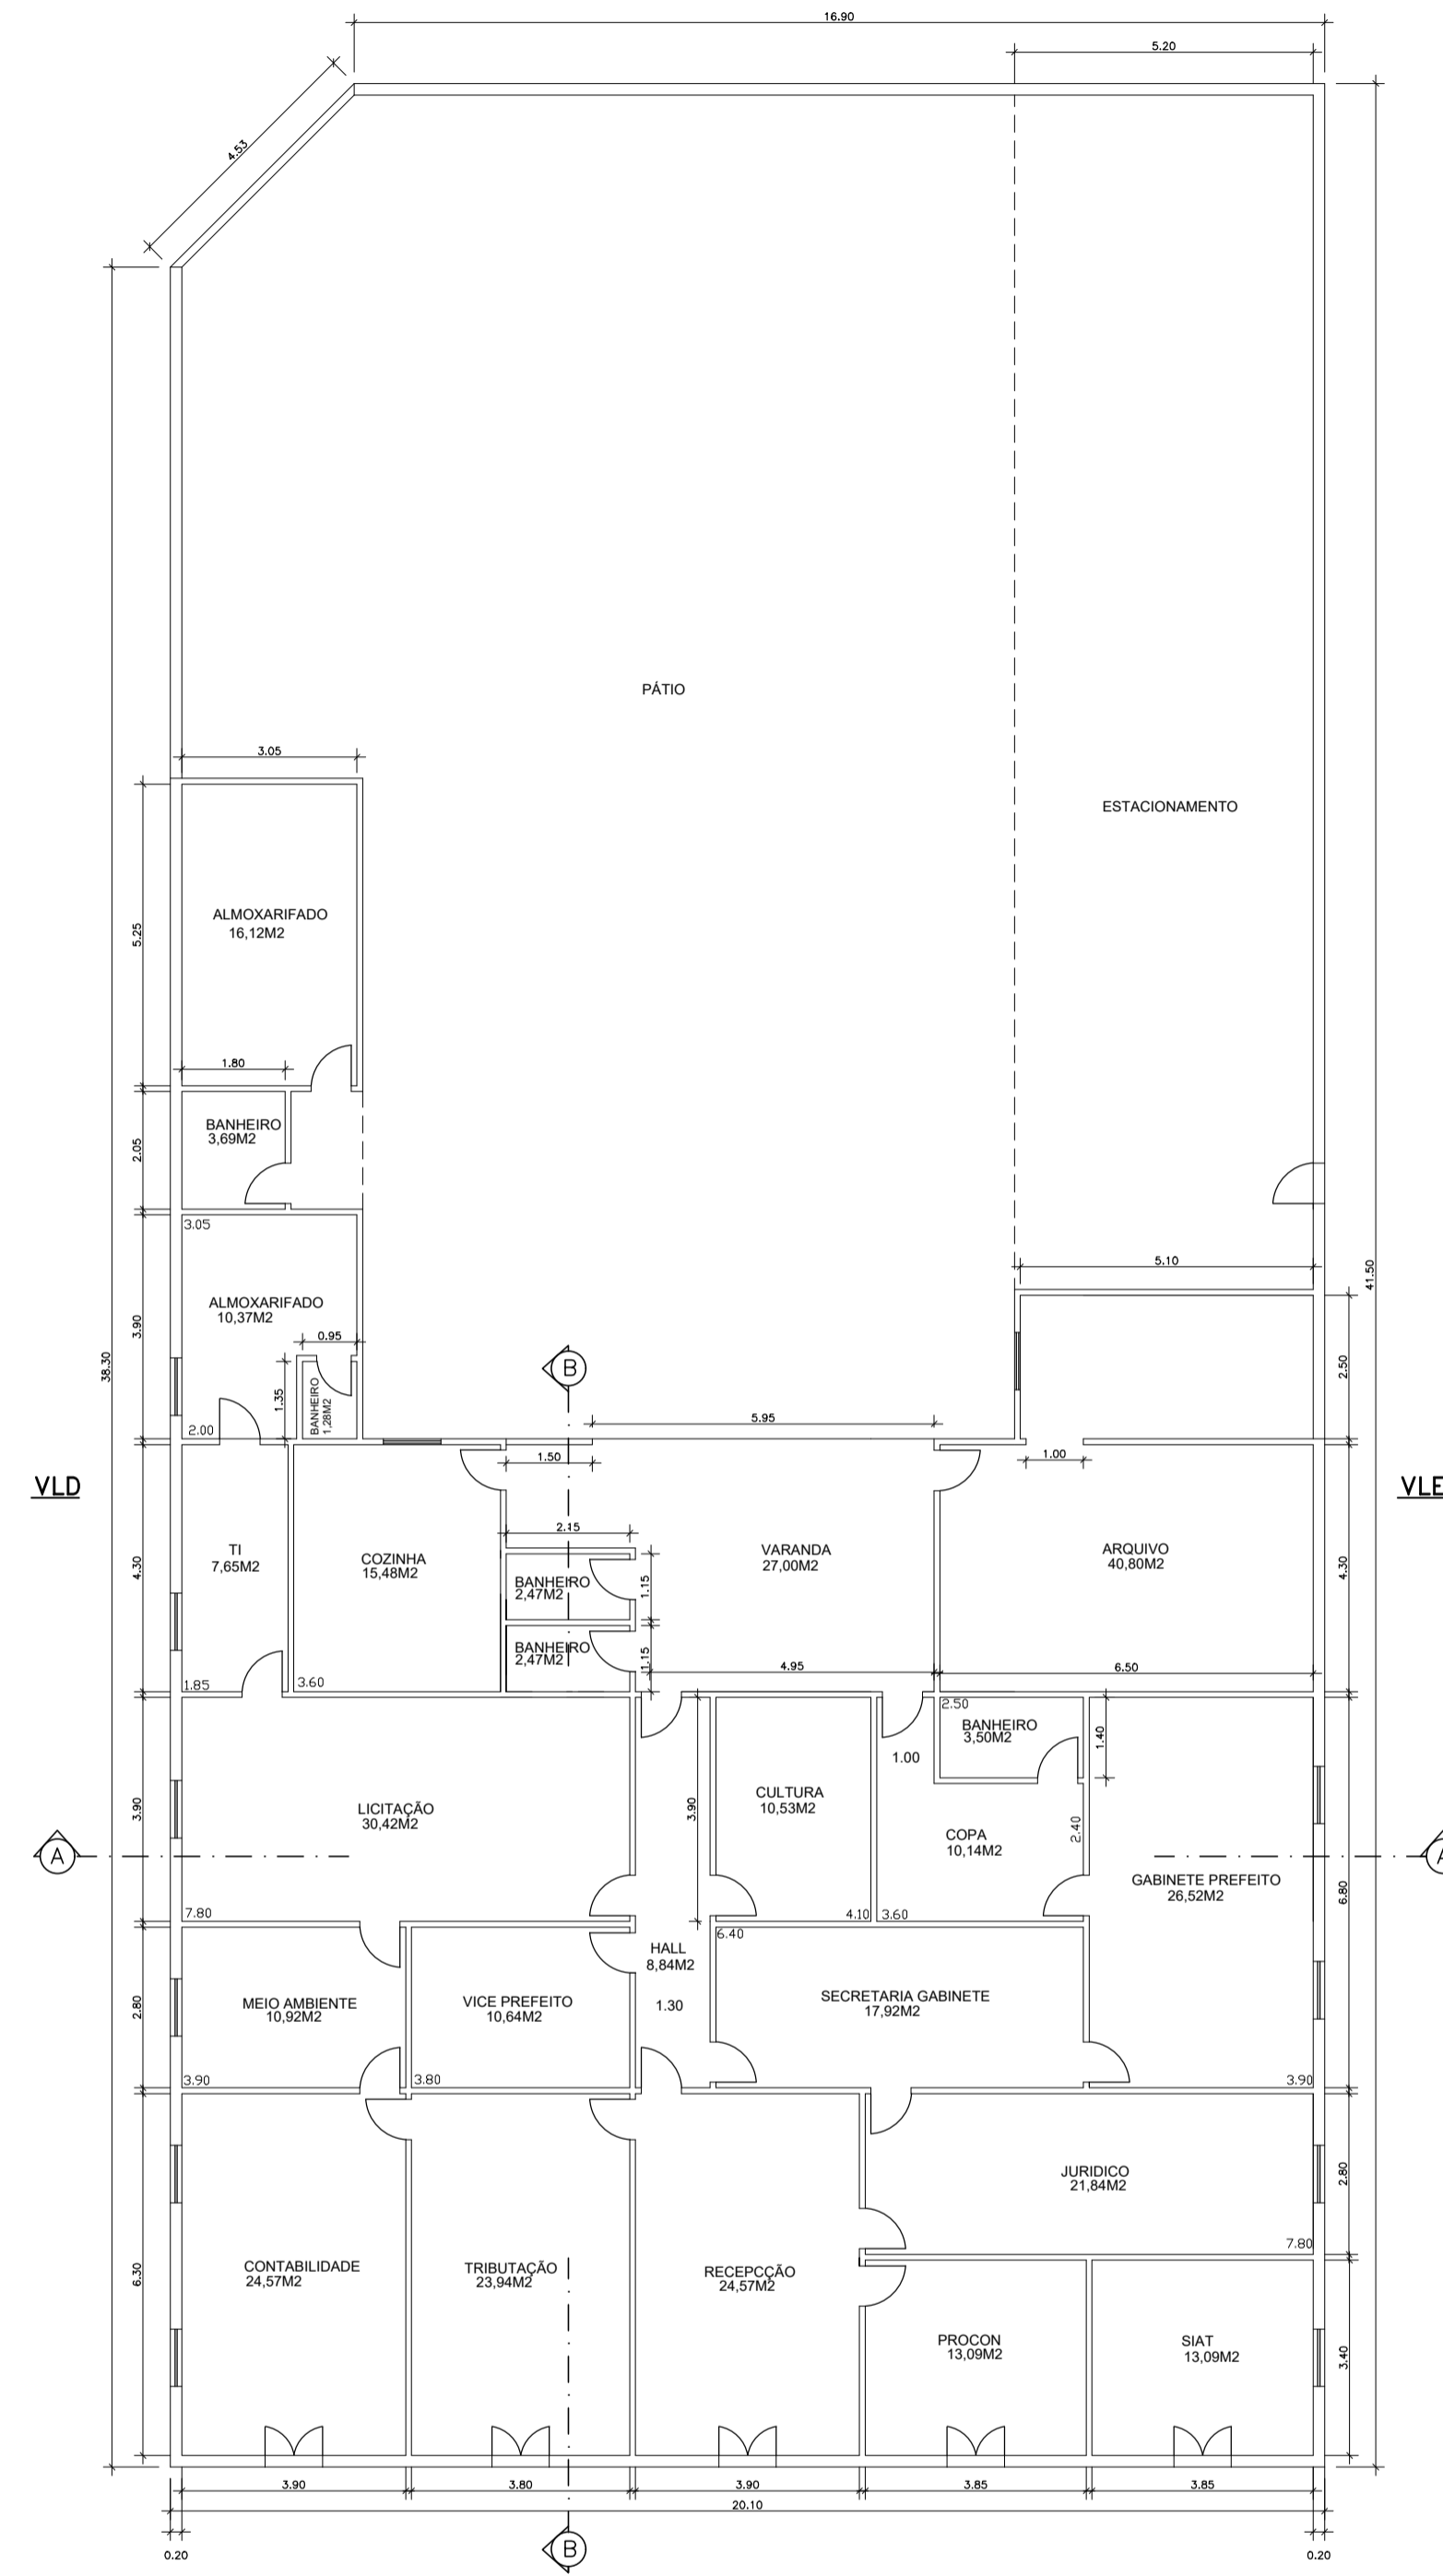 16.90
5.20
4.53
PÁTIO
3.05
ESTACIONAMENTO
ALMOXARIFADO
16,12M2
5.25
1.80
BANHEIRO
3,69M2
2.05
3.05
5.10
41.50
ALMOXARIFADO
10,37M2
3.90
0.95
38.30
B
2.50
1.35
BANHEIRO
1,28M2
2.00
5.95
1.50
1.00
VLD
VLE
2.15
TI
7,65M2
COZINHA
15,48M2
VARANDA
27,00M2
ARQUIVO
40,80M2
4.30
4.30
BANHEIRO
2,47M2
1.15
BANHEIRO
2,47M2
1.15
4.95
6.50
1.85
3.60
2.50
BANHEIRO
3,50M2
1.40
1.00
CULTURA
10,53M2
LICITAÇÃO
30,42M2
3.90
3.90
COPA
10,14M2
2.40
A
A
GABINETE PREFEITO
26,52M2
6.80
7.80
4.10
3.60
6.40
HALL
8,84M2
SECRETARIA GABINETE
17,92M2
MEIO AMBIENTE
10,92M2
VICE PREFEITO
10,64M2
1.30
2.80
3.90
3.80
3.90
JURIDICO
21,84M2
2.80
7.80
CONTABILIDADE
24,57M2
TRIBUTAÇÃO
23,94M2
RECEPCÇÃO
24,57M2
6.30
PROCON
13,09M2
SIAT
13,09M2
3.40
3.90
3.80
3.90
3.85
3.85
20.10
0.20
B
0.20